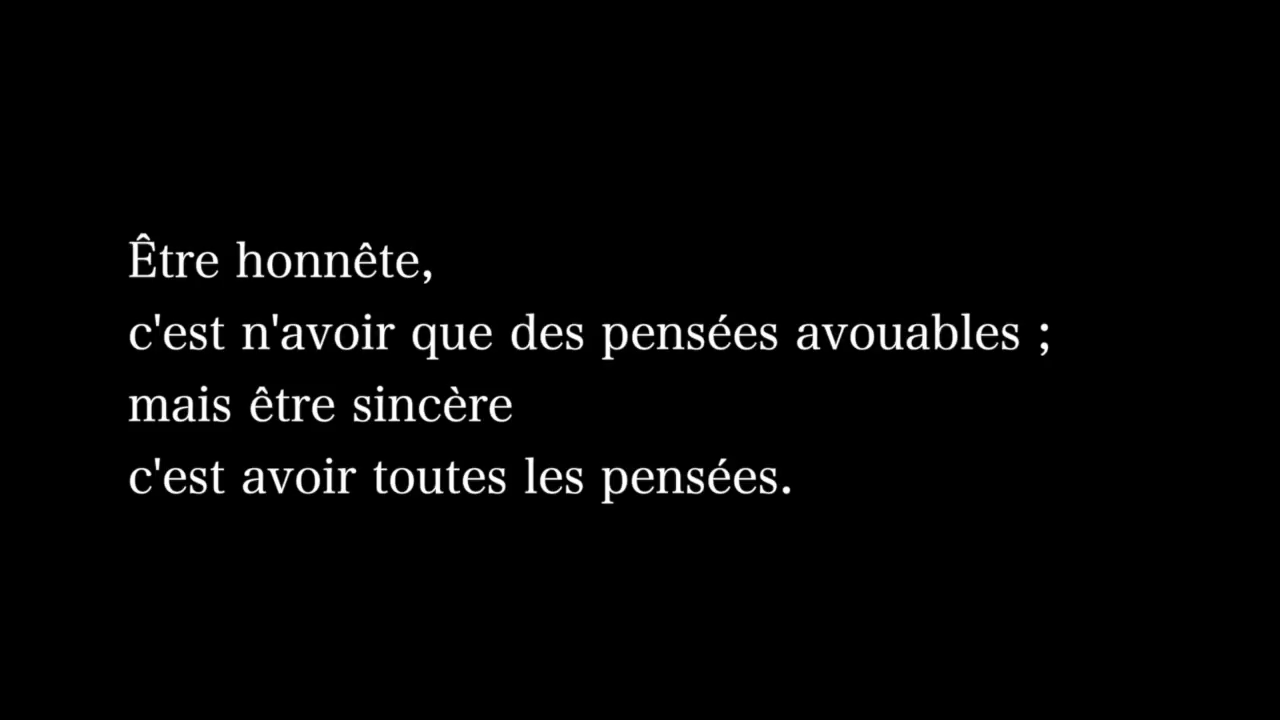 Être honnête,
c'est n'avoir que des pensées avouables ;
mais être sincère
c'est avoir toutes les pensées.